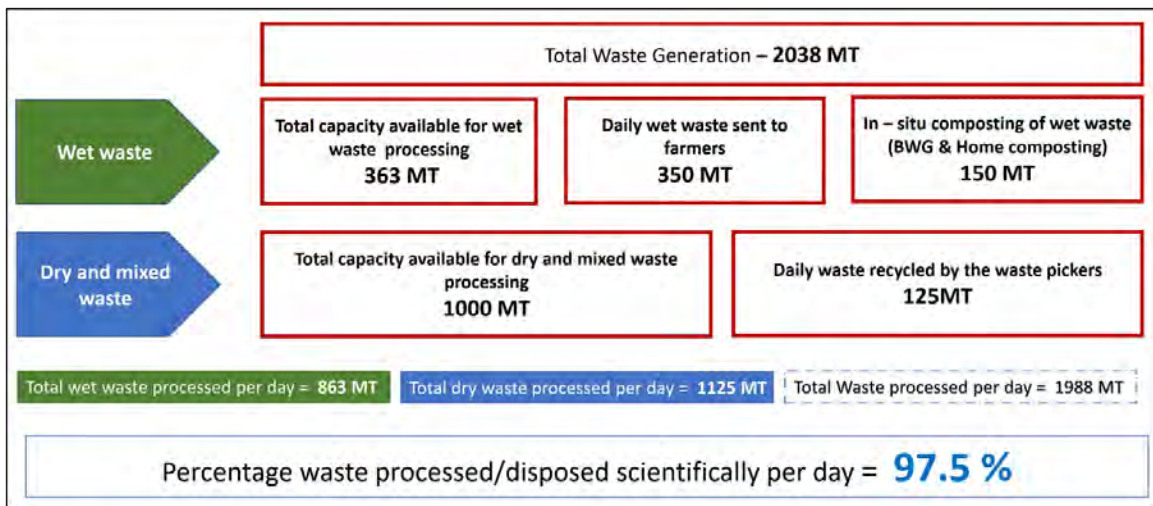 Total Waste Generation – 2038 MT
Wet waste
Total capacity available for wet
waste processing
363 MT
Daily wet waste sent to
farmers
350 MT
In – situ composting of wet waste
(BWG & Home composting)
150 MT
Dry and mixed
waste
Total capacity available for dry and mixed waste
processing
1000 MT
Daily waste recycled by the waste pickers
125MT
Total wet waste processed per day = 863 MT
Total dry waste processed per day = 1125 MT
Total Waste processed per day = 1988 MT
Percentage waste processed/disposed scientifically per day = 97.5 %